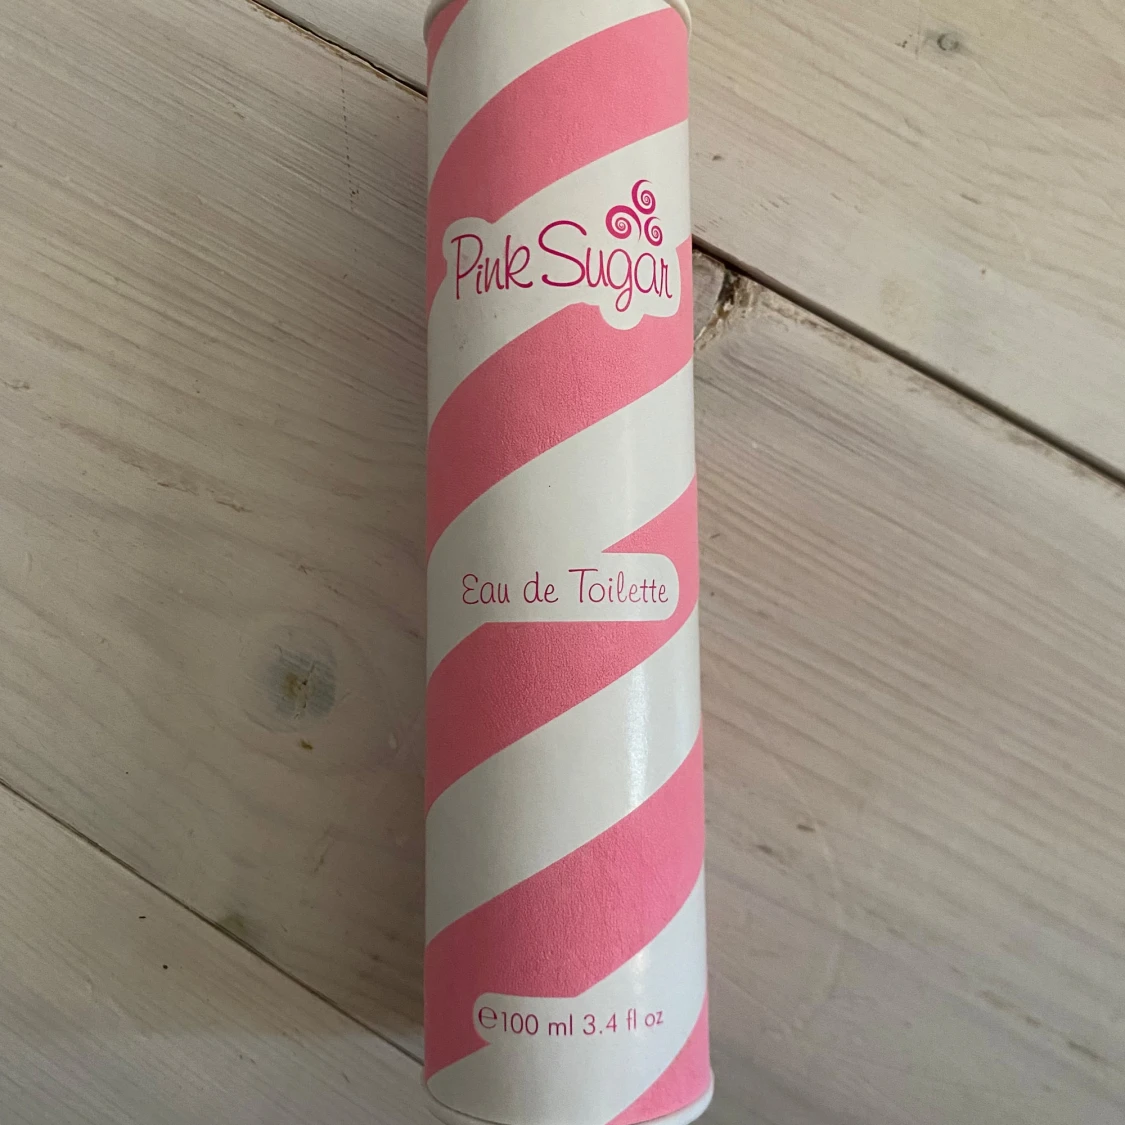 Pink Sugar
Eau de Toilette
℮100 ml 3.4 fl oz